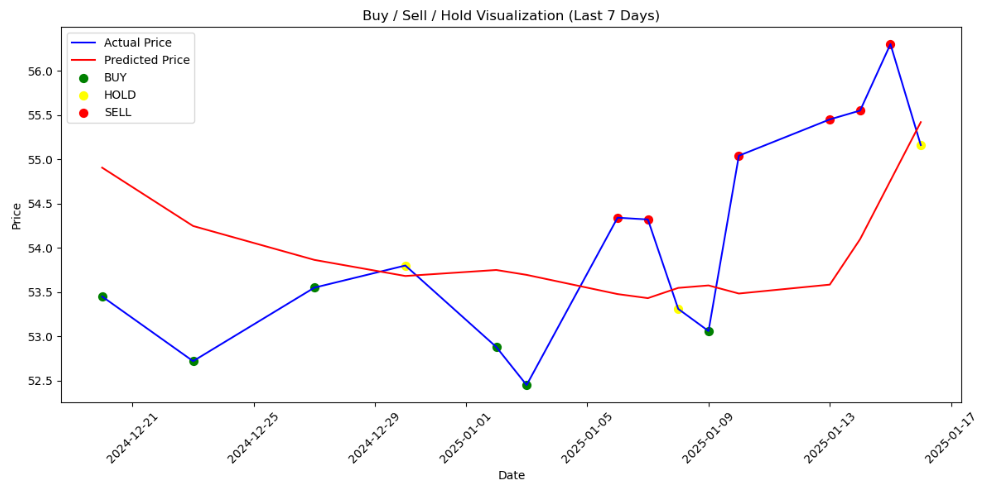 Buy / Sell / Hold Visualization (Last 7 Days)
Actual Price
Predicted Price
BUY
HOLD
SELL
Price
56.0
55.5
55.0
54.5
54.0
53.5
53.0
52.5
2024-12-21
2024-12-25
2024-12-29
2025-01-01
2025-01-05
2025-01-09
2025-01-13
2025-01-17
Date